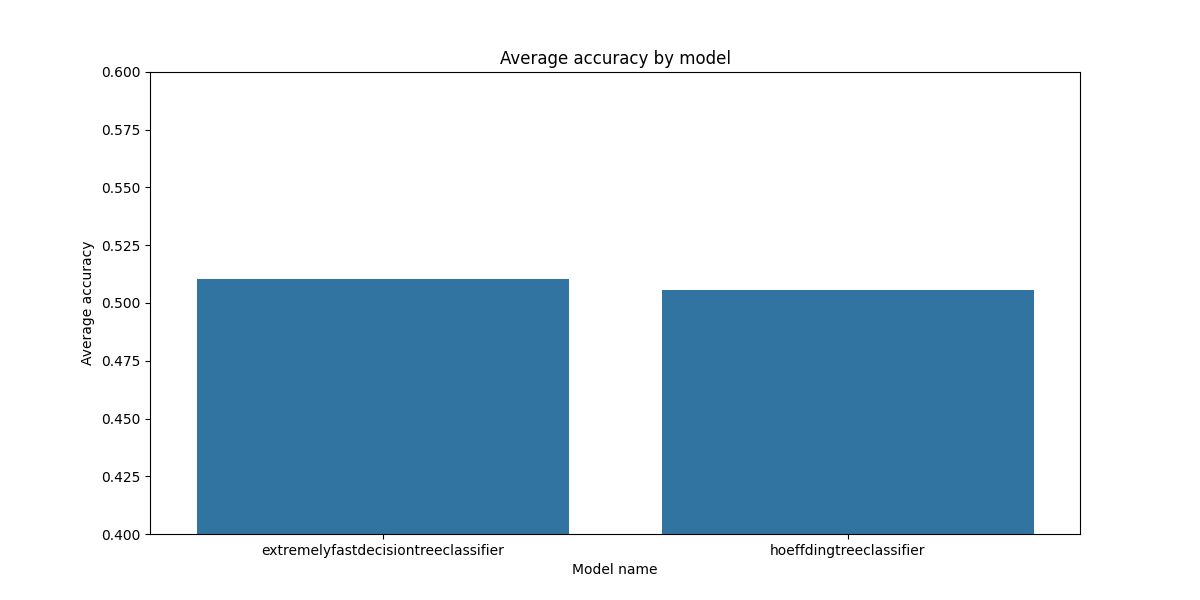 Average accuracy by model
0.600
0.575
0.550
0.525
0.500
0.475
0.450
0.425
0.400
Average accuracy
extremelyfastdecisiontreeclassifier
hoeffdingtreeclassifier
Model name